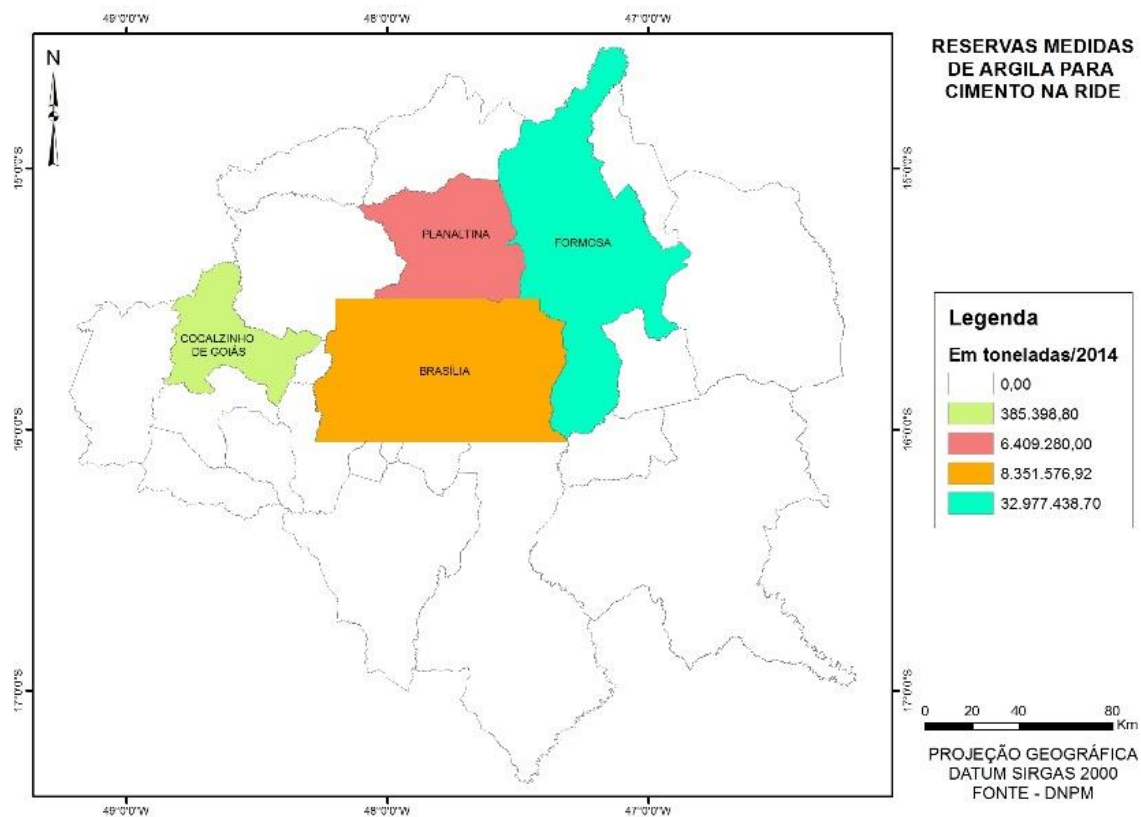 49°0'0"W
48°0'0"W
47°0'0"W
N
RESERVAS MEDIDAS
DE ARGILA PARA
CIMENTO NA RIDE
15°0'0"S
15°0'0"S
PLANALTINA
FORMOSA
COCALZINHO
DE GOIÁS
BRASÍLIA
Legenda
Em toneladas/2014
0,00
385.398,80
6.409.280,00
8.351.576,92
32.977.438.70
16°0'0"S
16°0'0"S
17°0'0"S
17°0'0"S
0 20 40 80
Km
PROJEÇÃO GEOGRÁFICA
DATUM SIRGAS 2000
FONTE - DNPM
49°0'0"W
48°0'0"W
47°0'0"W